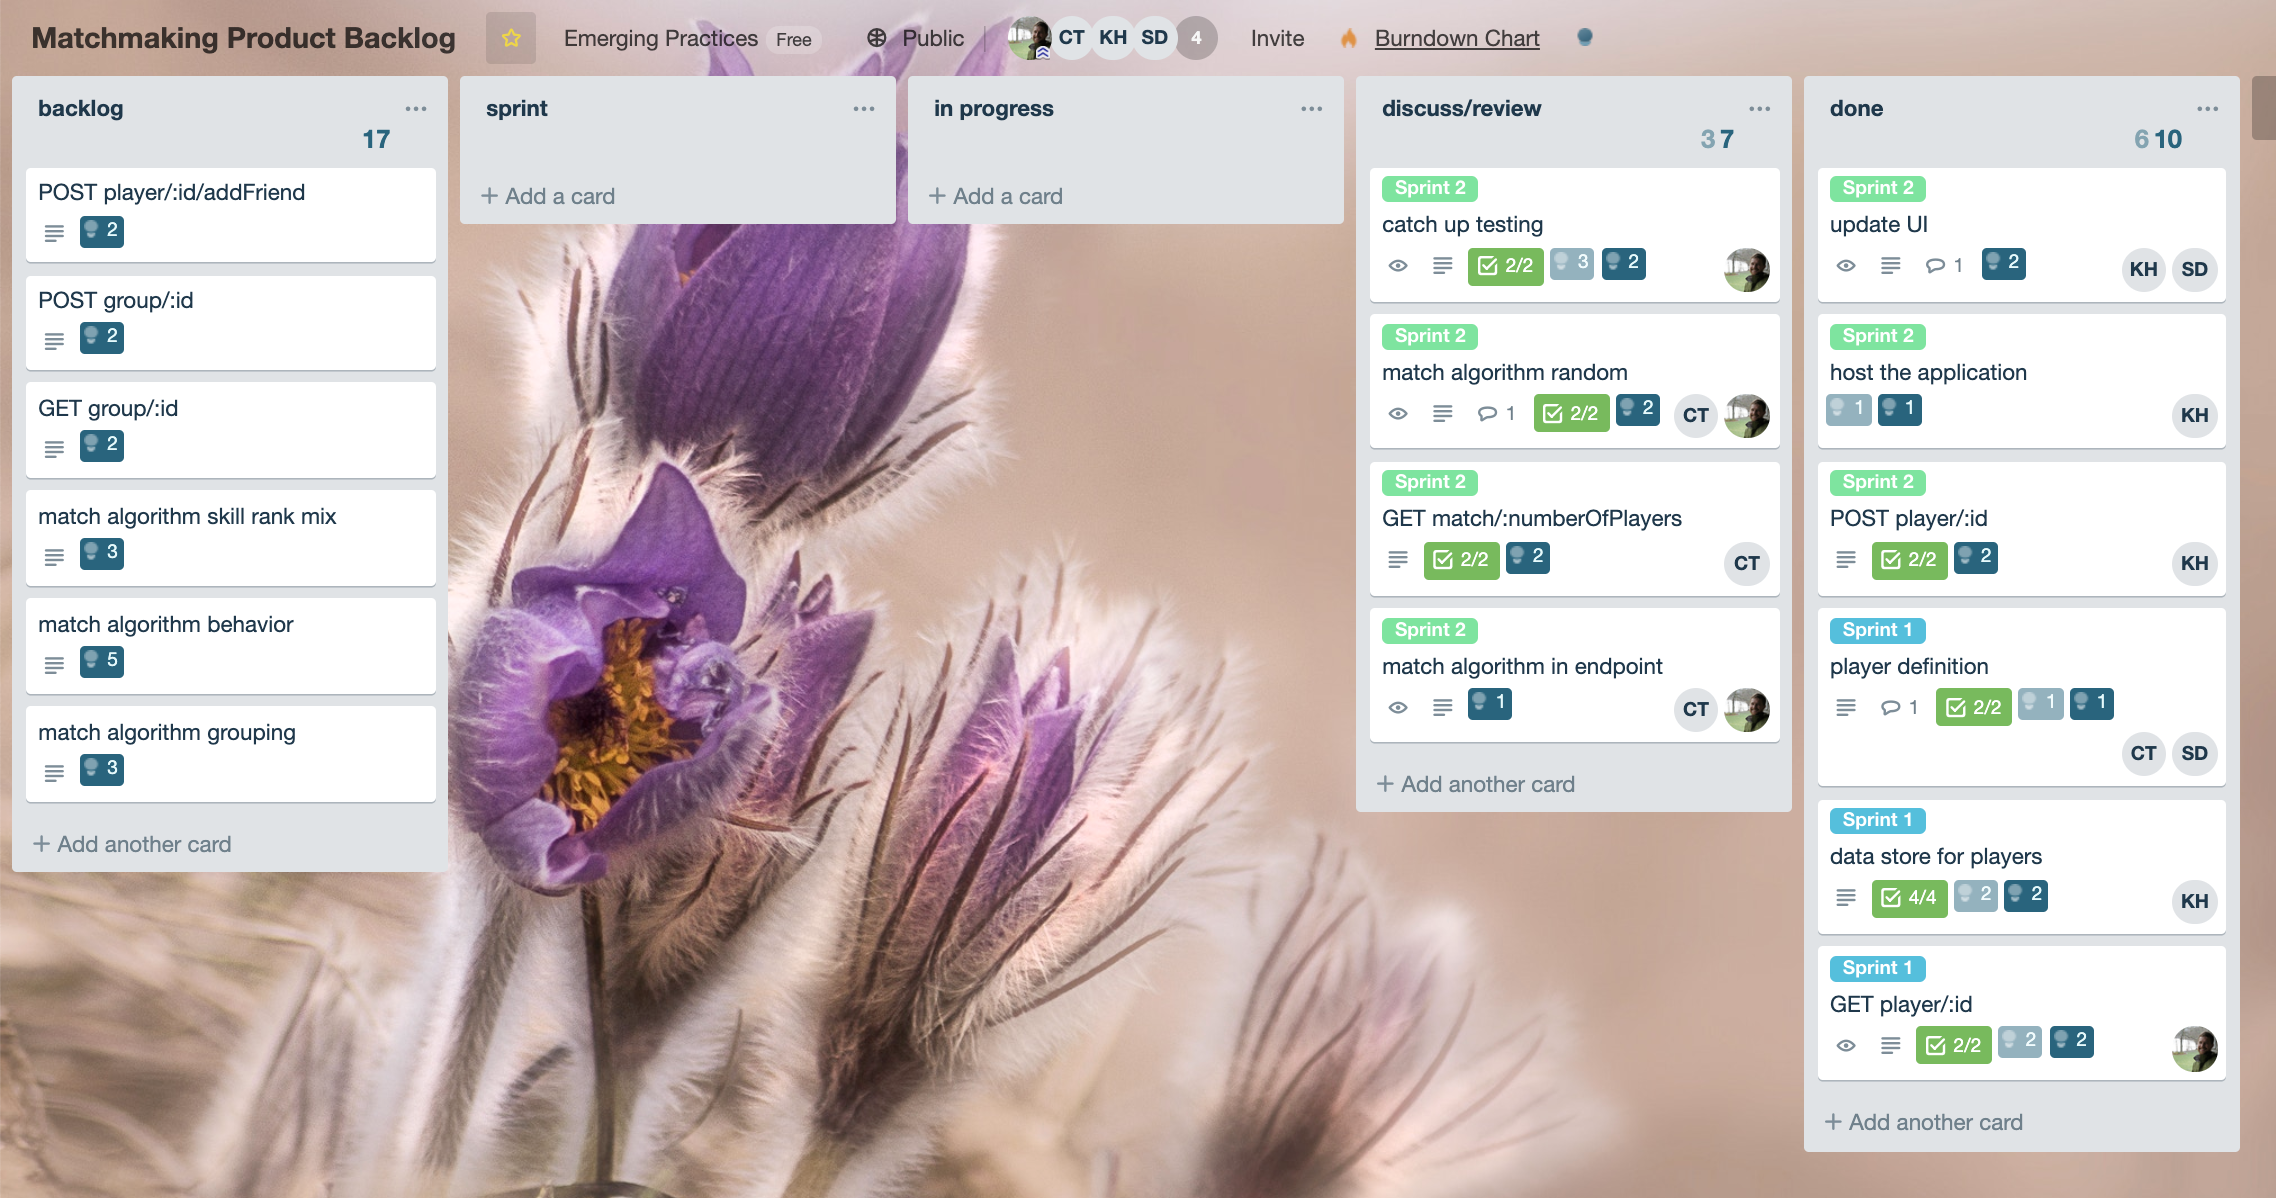 Matchmaking Product Backlog Emerging Practices Free Public CT KH SD 4 Invite Burndown Chart
backlog
17
POST player/:id/addFriend
2
POST group/:id
2
GET group/:id
2
match algorithm skill rank mix
3
match algorithm behavior
5
match algorithm grouping
3
+ Add another card
sprint
+ Add a card
in progress
+ Add a card
discuss/review
3 7
Sprint 2
catch up testing
2/2 3 2
Sprint 2
match algorithm random
1 2/2 2 CT
Sprint 2
GET match/:numberOfPlayers
2/2 2 CT
Sprint 2
match algorithm in endpoint
1 CT
+ Add another card
done
6 10
Sprint 2
update UI
1 2 KH SD
Sprint 2
host the application
1 1 KH
Sprint 2
POST player/:id
2/2 2 KH
Sprint 1
player definition
1 2/2 1 1
CT SD
Sprint 1
data store for players
4/4 2 2 KH
Sprint 1
GET player/:id
2/2 2 2
+ Add another card